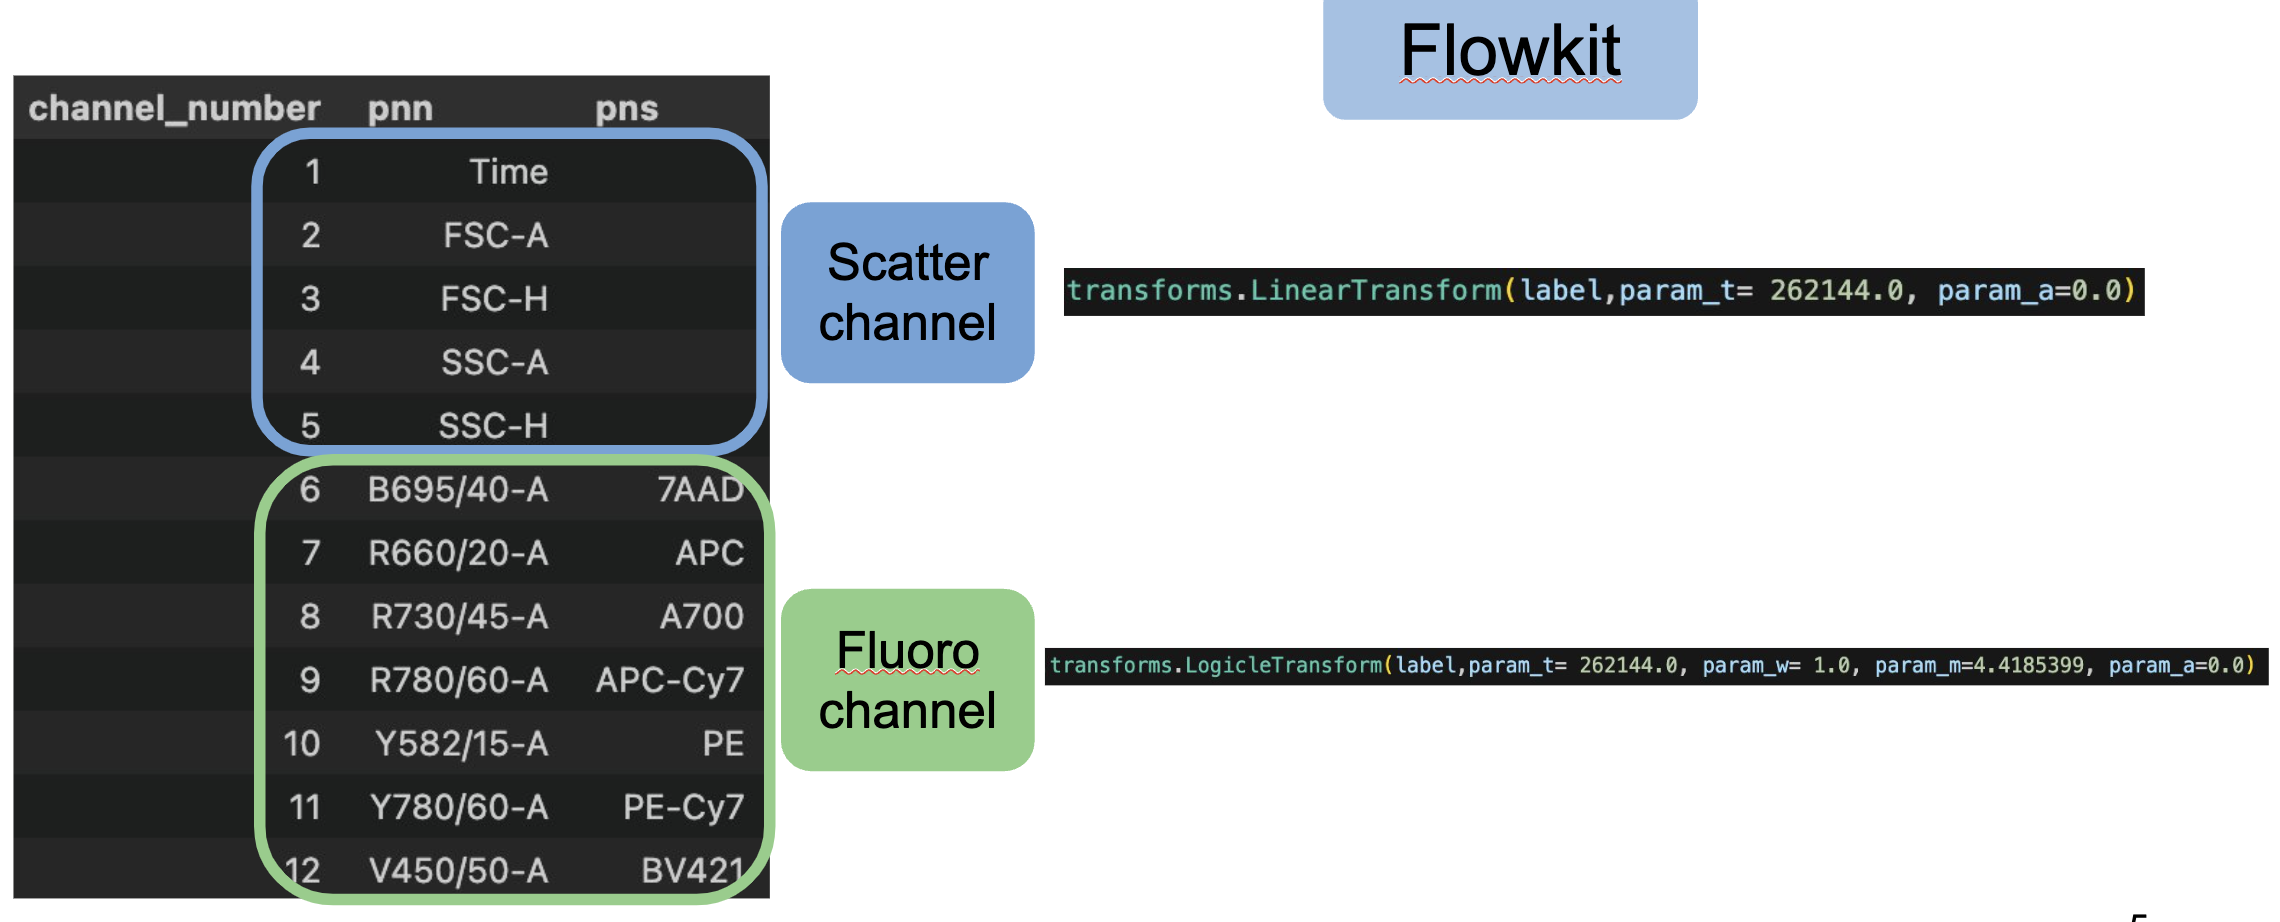 Flowkit
channel_number pnn pns
1 Time
2 FSC-A
3 FSC-H
4 SSC-A
5 SSC-H
6 B695/40-A 7AAD
7 R660/20-A APC
8 R730/45-A A700
9 R780/60-A APC-Cy7
10 Y582/15-A PE
11 Y780/60-A PE-Cy7
12 V450/50-A BV421
Scatter
channel
transforms.LinearTransform(label,param_t= 262144.0, param_a=0.0)
Fluoro
channel
transforms.LogicleTransform(label,param_t= 262144.0, param_w= 1.0, param_m=4.4185399, param_a=0.0)